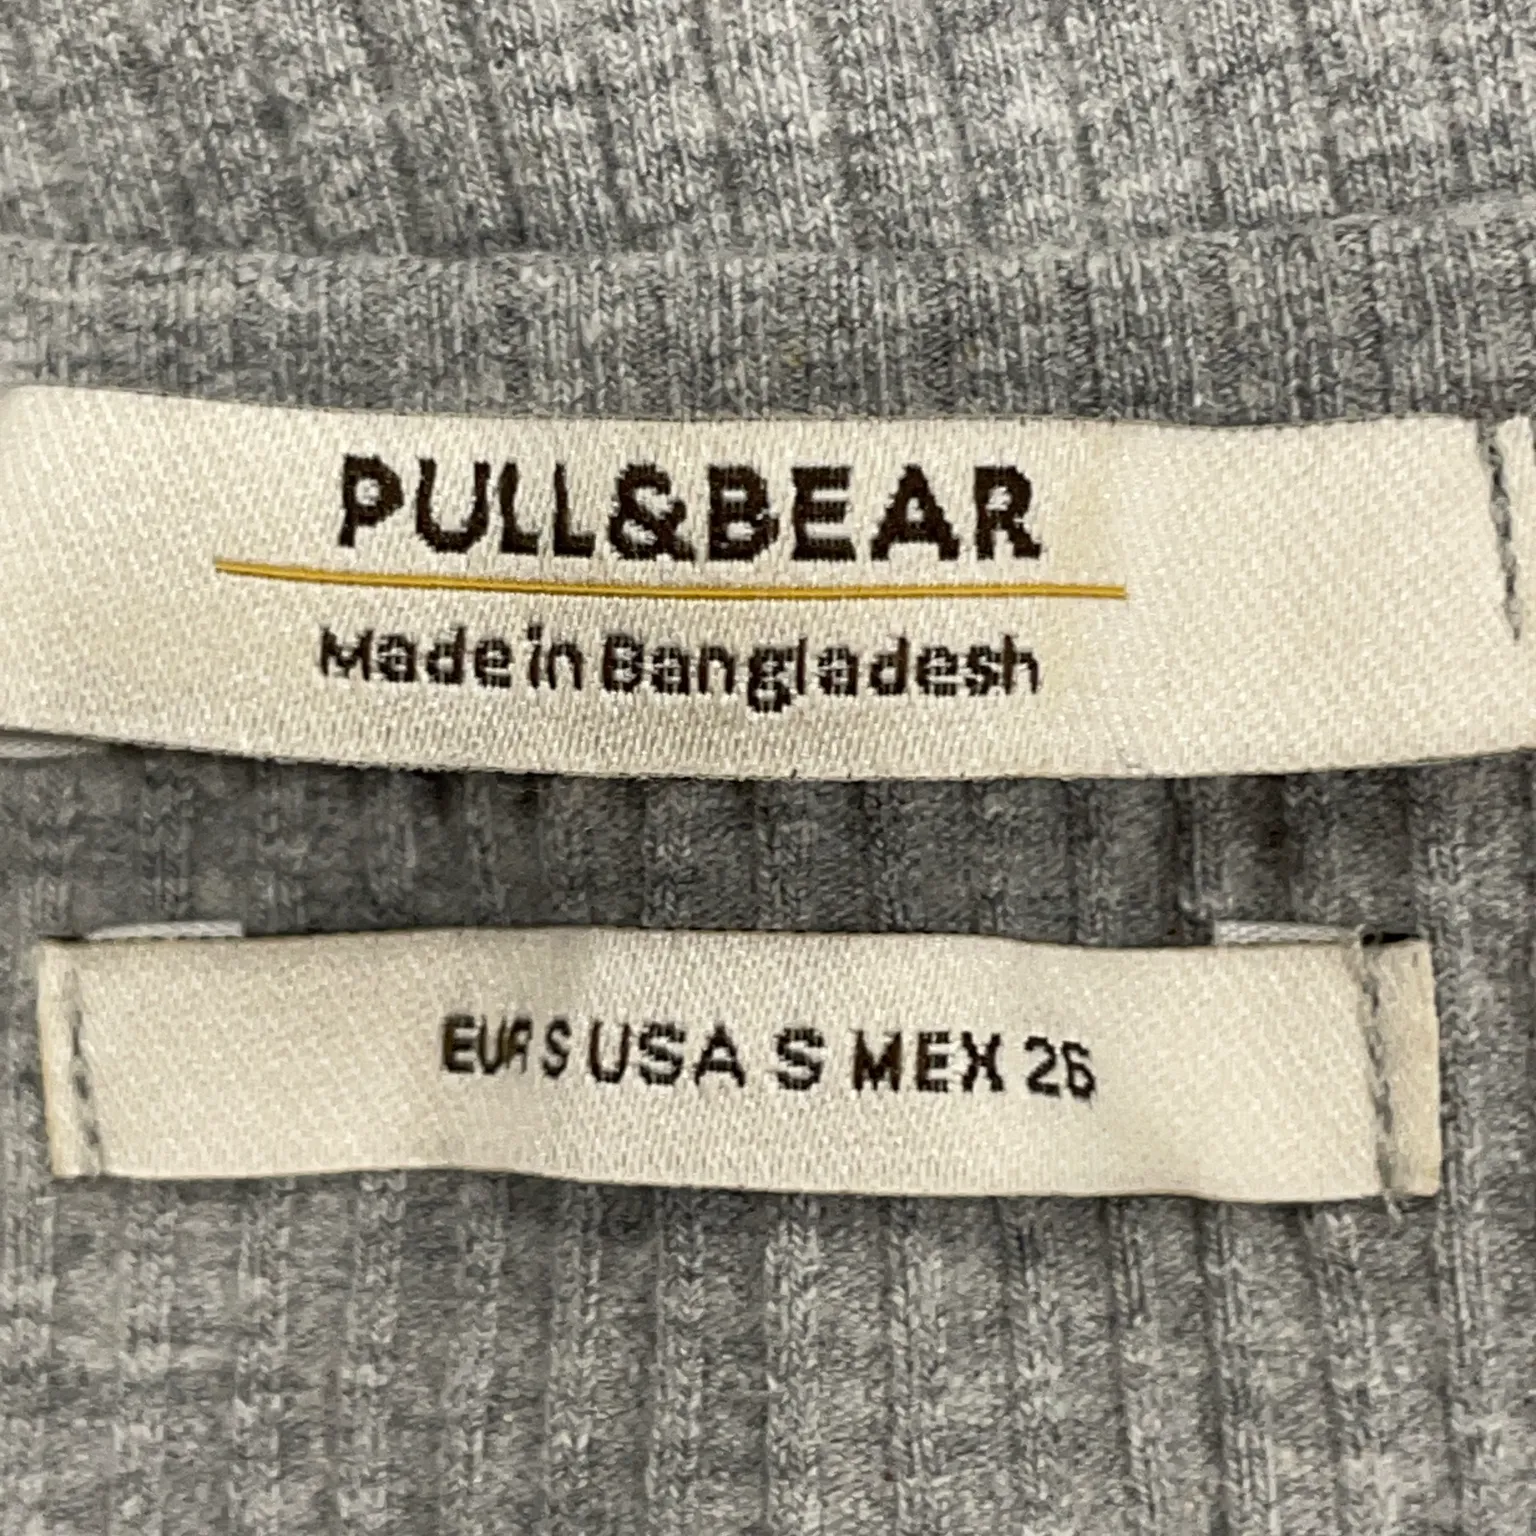 PULL&BEAR
Made in Bangladesh
EUR S USA S MEX 26